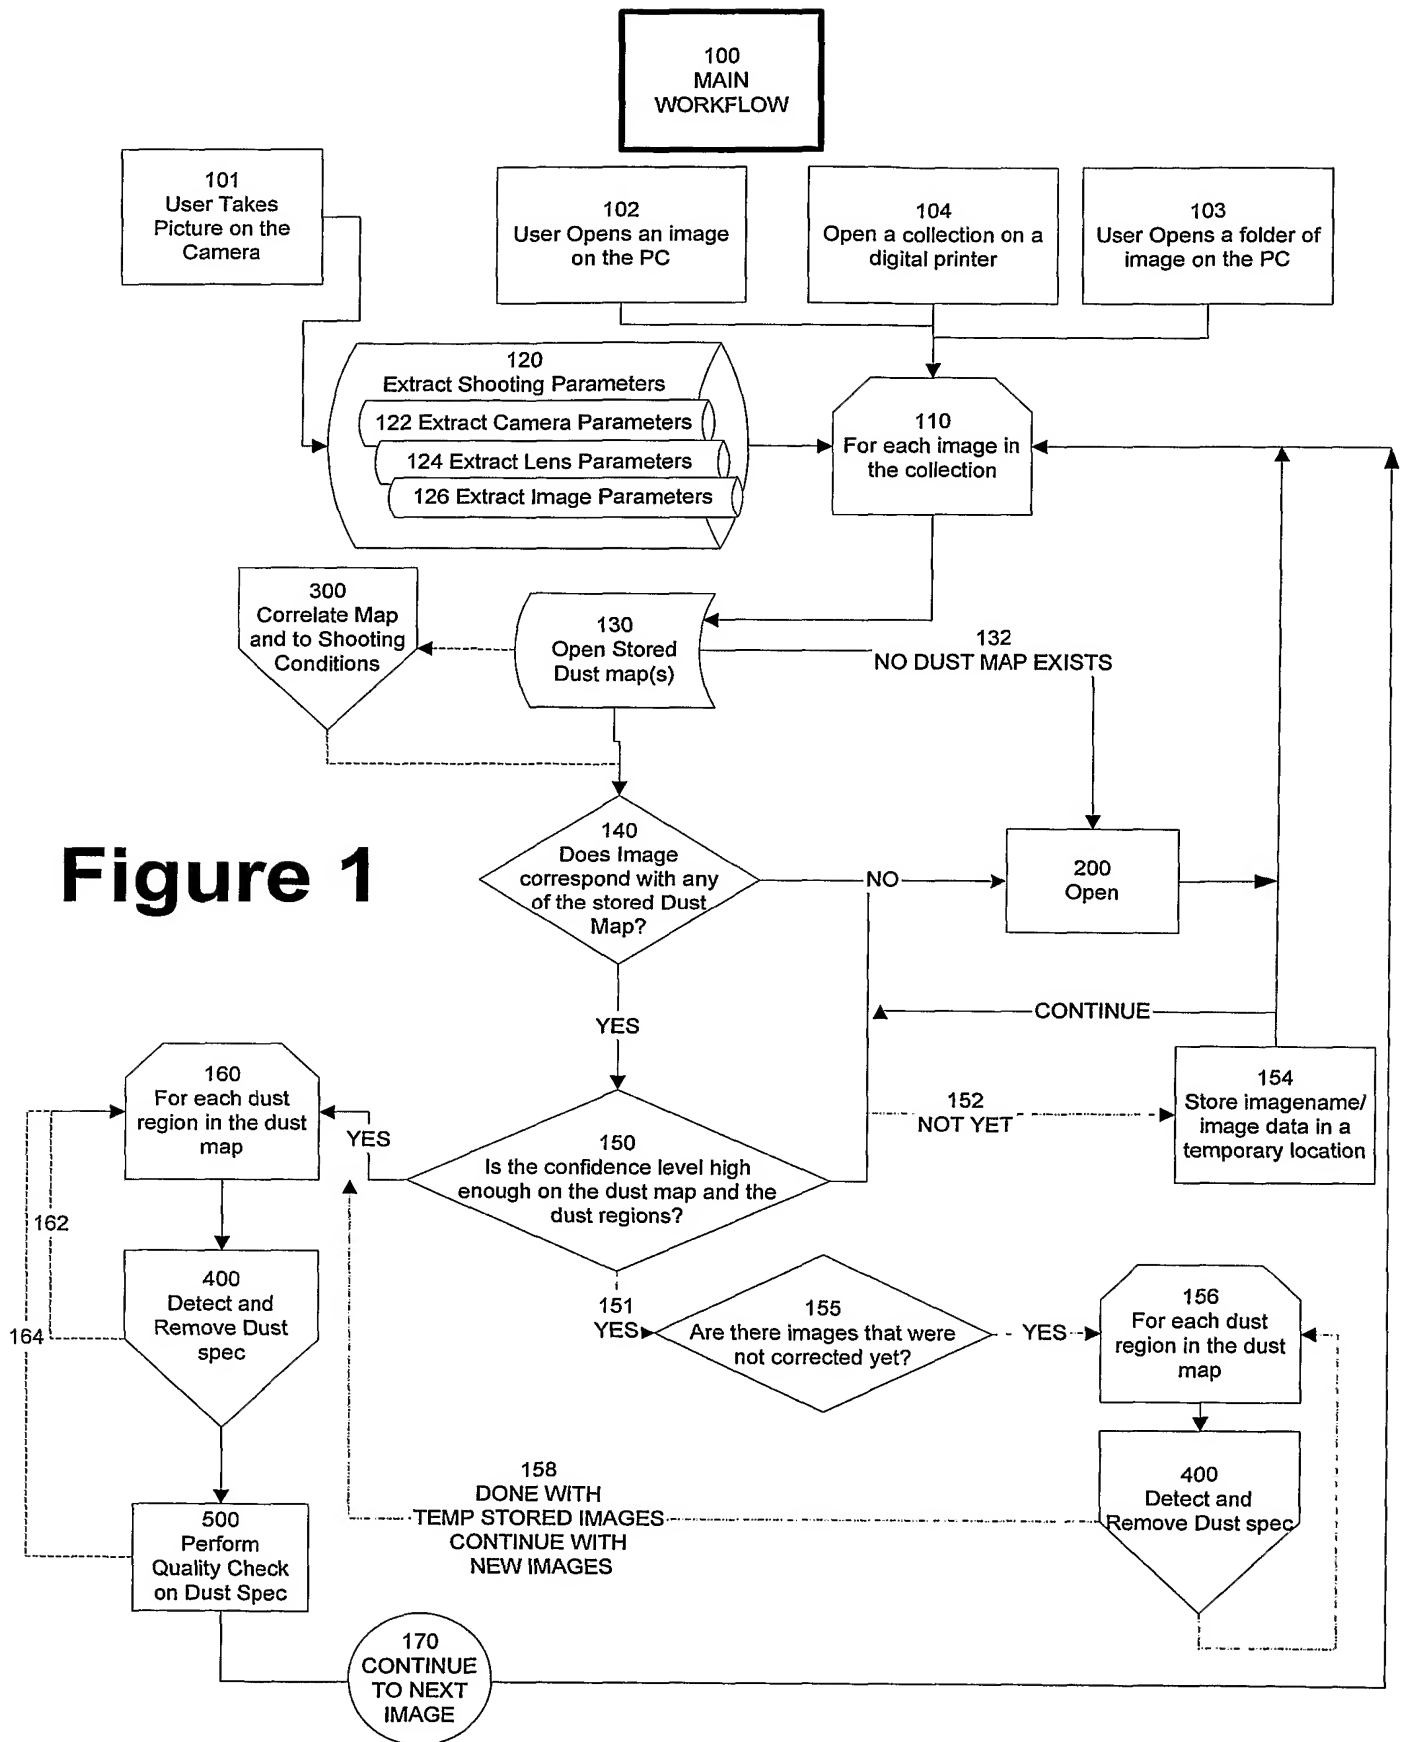 100
MAIN
WORKFLOW
101
User Takes
Picture on the
Camera
102
User Opens an image
on the PC
104
Open a collection on a
digital printer
103
User Opens a folder of
image on the PC
120
Extract Shooting Parameters
122 Extract Camera Parameters
124 Extract Lens Parameters
126 Extract Image Parameters
110
For each image in
the collection
300
Correlate Map
and to Shooting
Conditions
130
Open Stored
Dust map(s)
132
NO DUST MAP EXISTS
Figure 1
140
Does Image
correspond with any
of the stored Dust
Map?
NO
200
Open
YES
CONTINUE
160
For each dust
region in the dust
map
YES
150
Is the confidence level high
enough on the dust map and the
dust regions?
152
NOT YET
154
Store imagename/
image data in a
temporary location
162
164
400
Detect and
Remove Dust
spec
151
YES
155
Are there images that were
not corrected yet?
YES
156
For each dust
region in the dust
map
158
DONE WITH
TEMP STORED IMAGES
CONTINUE WITH
NEW IMAGES
400
Detect and
Remove Dust spec
500
Perform
Quality Check
on Dust Spec
170
CONTINUE
TO NEXT
IMAGE